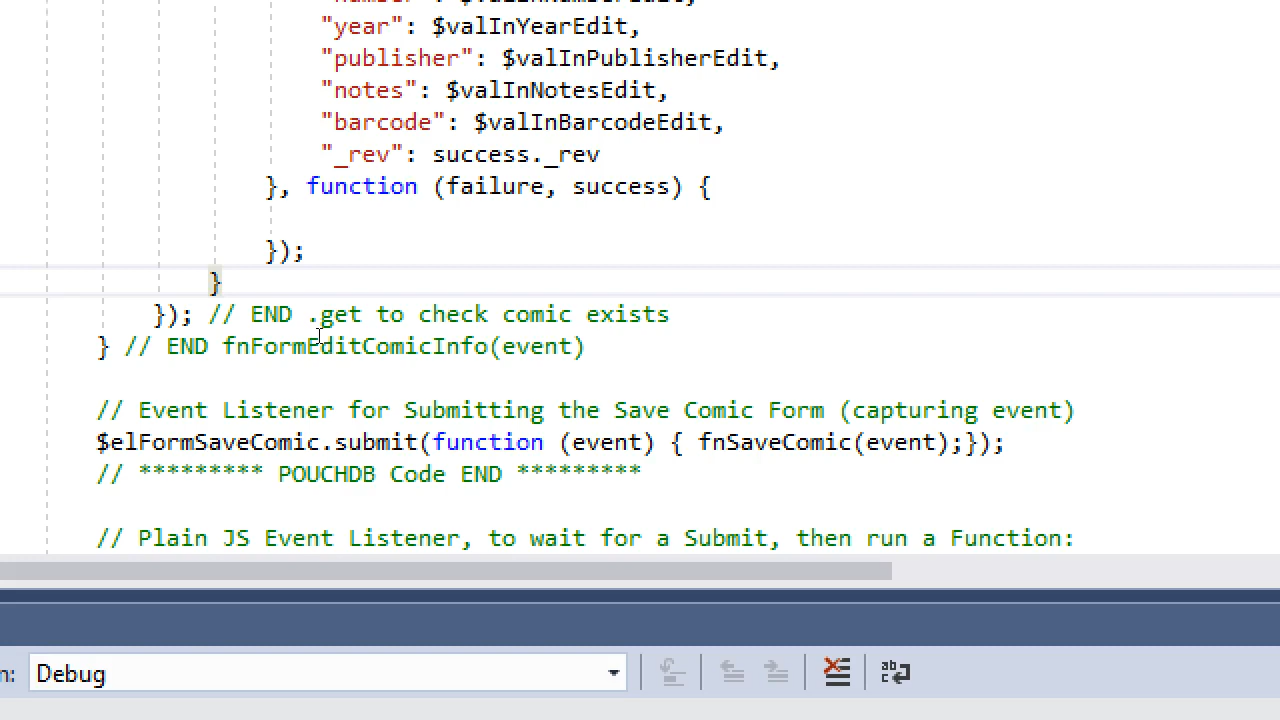 "year": $valInYearEdit,
"publisher": $valInPublisherEdit,
"notes": $valInNotesEdit,
"barcode": $valInBarcodeEdit,
"_rev": success._rev
}, function (failure, success) {
});
}
}); // END .get to check comic exists
} // END fnFormEditComicInfo(event)
// Event Listener for Submitting the Save Comic Form (capturing event)
$elFormSaveComic.submit(function (event) { fnSaveComic(event);});
// ********* POUCHDB Code END *********
// Plain JS Event Listener, to wait for a Submit, then run a Function:
n: Debug